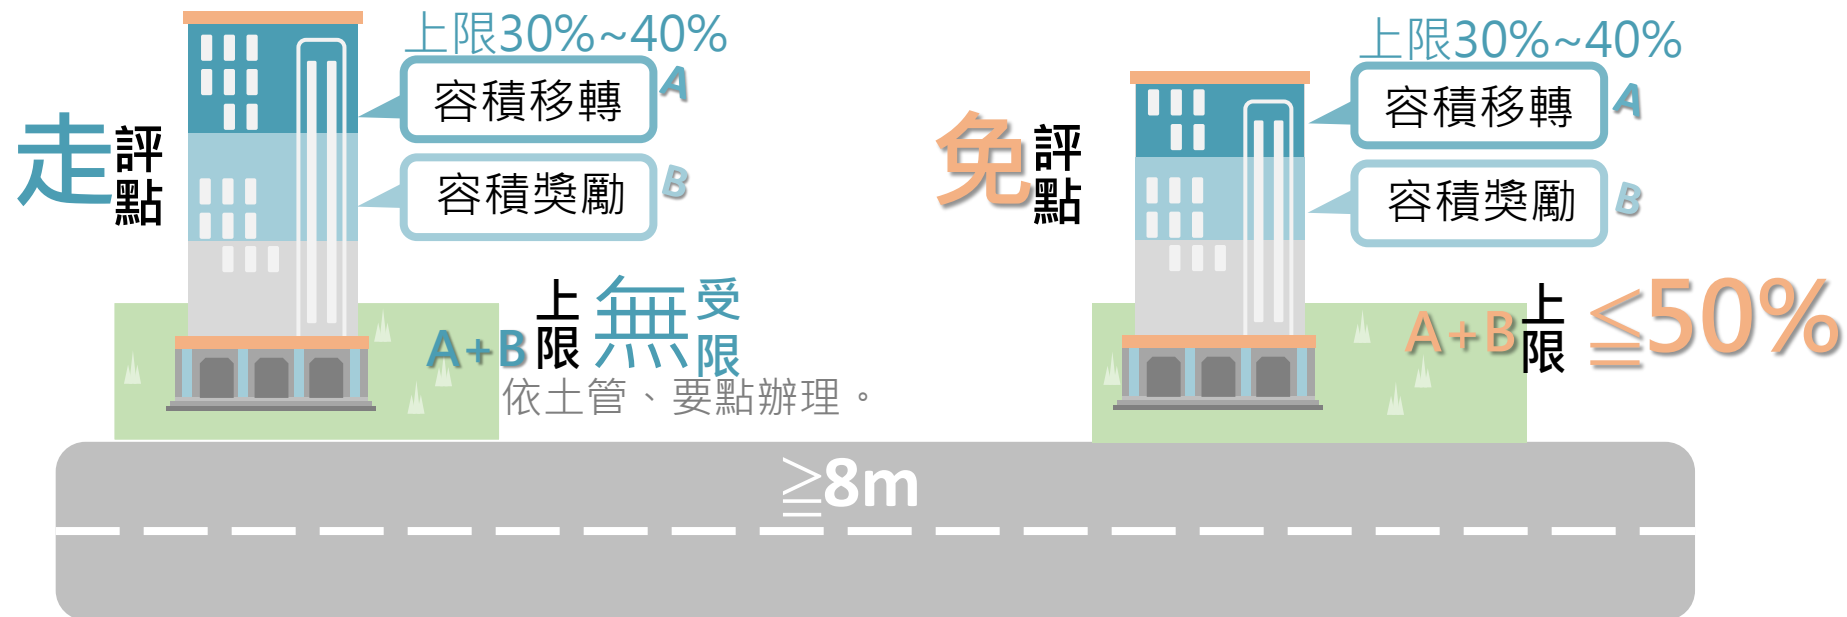 上限30%~40%
容積移轉 A
走評點
容積獎勵 B
A+B上限無受限
依土管、要點辦理。
上限30%~40%
容積移轉 A
免評點
容積獎勵 B
A+B上限≦50%
≧8m